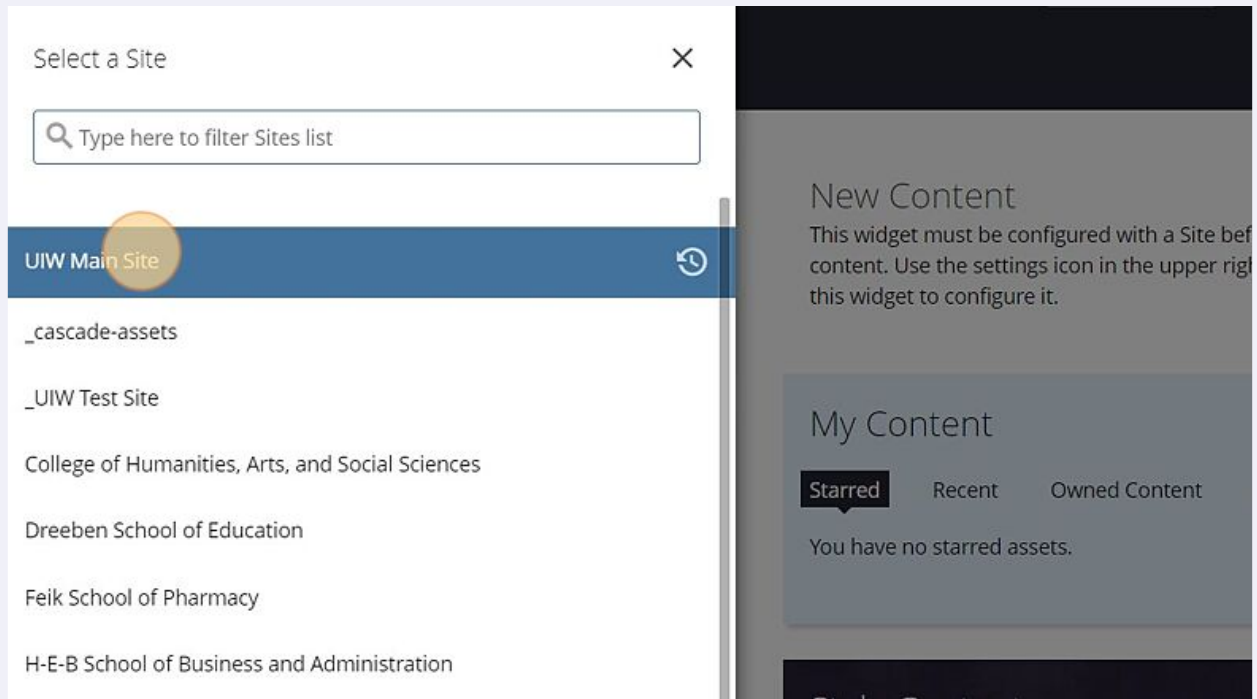 Select a Site
Type here to filter Sites list
UIW Main Site
_cascade-assets
_UIW Test Site
College of Humanities, Arts, and Social Sciences
Dreeben School of Education
Feik School of Pharmacy
H-E-B School of Business and Administration
New Content
This widget must be configured with a Site bef
content. Use the settings icon in the upper righ
this widget to configure it.
My Content
Starred Recent Owned Content
You have no starred assets.